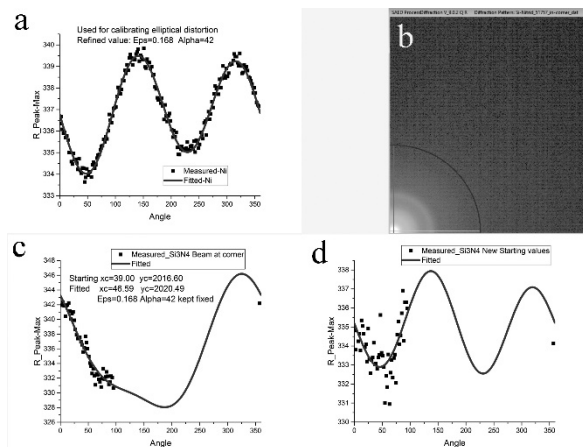 a
Used for calibrating elliptical distortion
Refined value: Eps=0.168 Alpha=42
340
339
338
337
336
335
334
333
R_Peak-Max
Measured-Ni
Fitted-Ni
0 50 100 150 200 250 300 350
Angle
b
c
Measured_Si3N4 Beam at corner
Fitted
Starting xc=39.00 yc=2016.60
Fitted xc=46.59 yc=2020.49
Eps=0.168 Alpha=42 kept fixed
348
346
344
342
340
338
336
334
332
330
328
326
R_Peak-Max
0 50 100 150 200 250 300 350
Angle
d
Measured_Si3N4 New Starting values
Fitted
338
337
336
335
334
333
332
331
330
R_Peak-Max
0 50 100 150 200 250 300 350
Angle